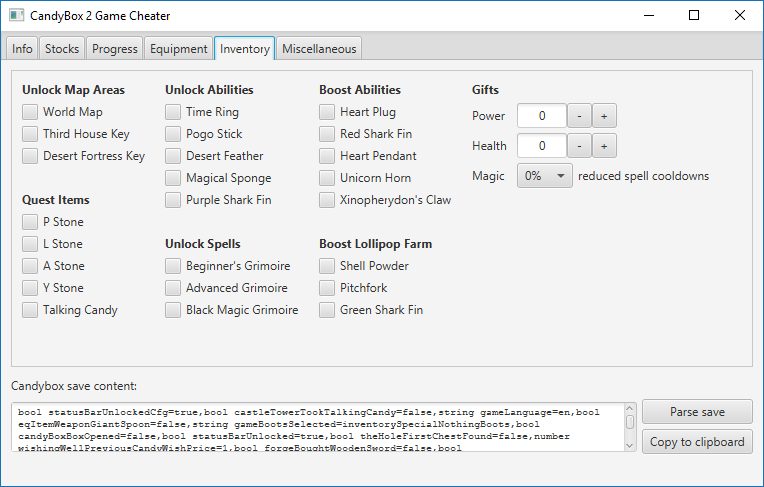 CandyBox 2 Game Cheater
Info Stocks Progress Equipment Inventory Miscellaneous
Unlock Map Areas
World Map
Third House Key
Desert Fortress Key
Quest Items
P Stone
L Stone
A Stone
Y Stone
Talking Candy
Unlock Abilities
Time Ring
Pogo Stick
Desert Feather
Magical Sponge
Purple Shark Fin
Unlock Spells
Beginner's Grimoire
Advanced Grimoire
Black Magic Grimoire
Boost Abilities
Heart Plug
Red Shark Fin
Heart Pendant
Unicorn Horn
Xinopherydon's Claw
Boost Lollipop Farm
Shell Powder
Pitchfork
Green Shark Fin
Gifts
Power 0 - +
Health 0 - +
Magic 0% reduced spell cooldowns
Candybox save content:
bool statusBarUnlockedCfg=true,bool castleTowerTookTalkingCandy=false,string gameLanguage=en,bool
eqItemWeaponGiantSpoon=false,string gameBootsSelected=inventorySpecialNothingBoots,bool
candyBoxBoxOpened=false,bool statusBarUnlocked=true,bool theHoleFirstChestFound=false,number
wishingWellPreviousCandyWishPrice=1,bool forgeBoughtWoodenSword=false,bool
Parse save
Copy to clipboard